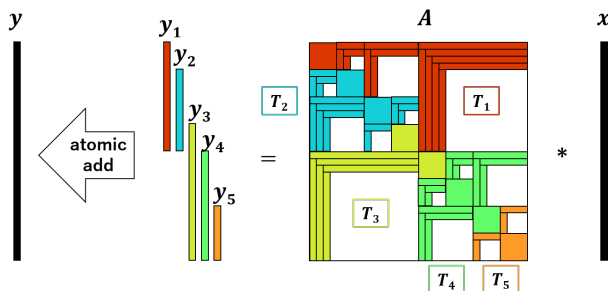 y
y₁
y₂
y₃
y₄
y₅
atomic
add
=
A
T₂
T₁
T₃
T₄
T₅
*
x